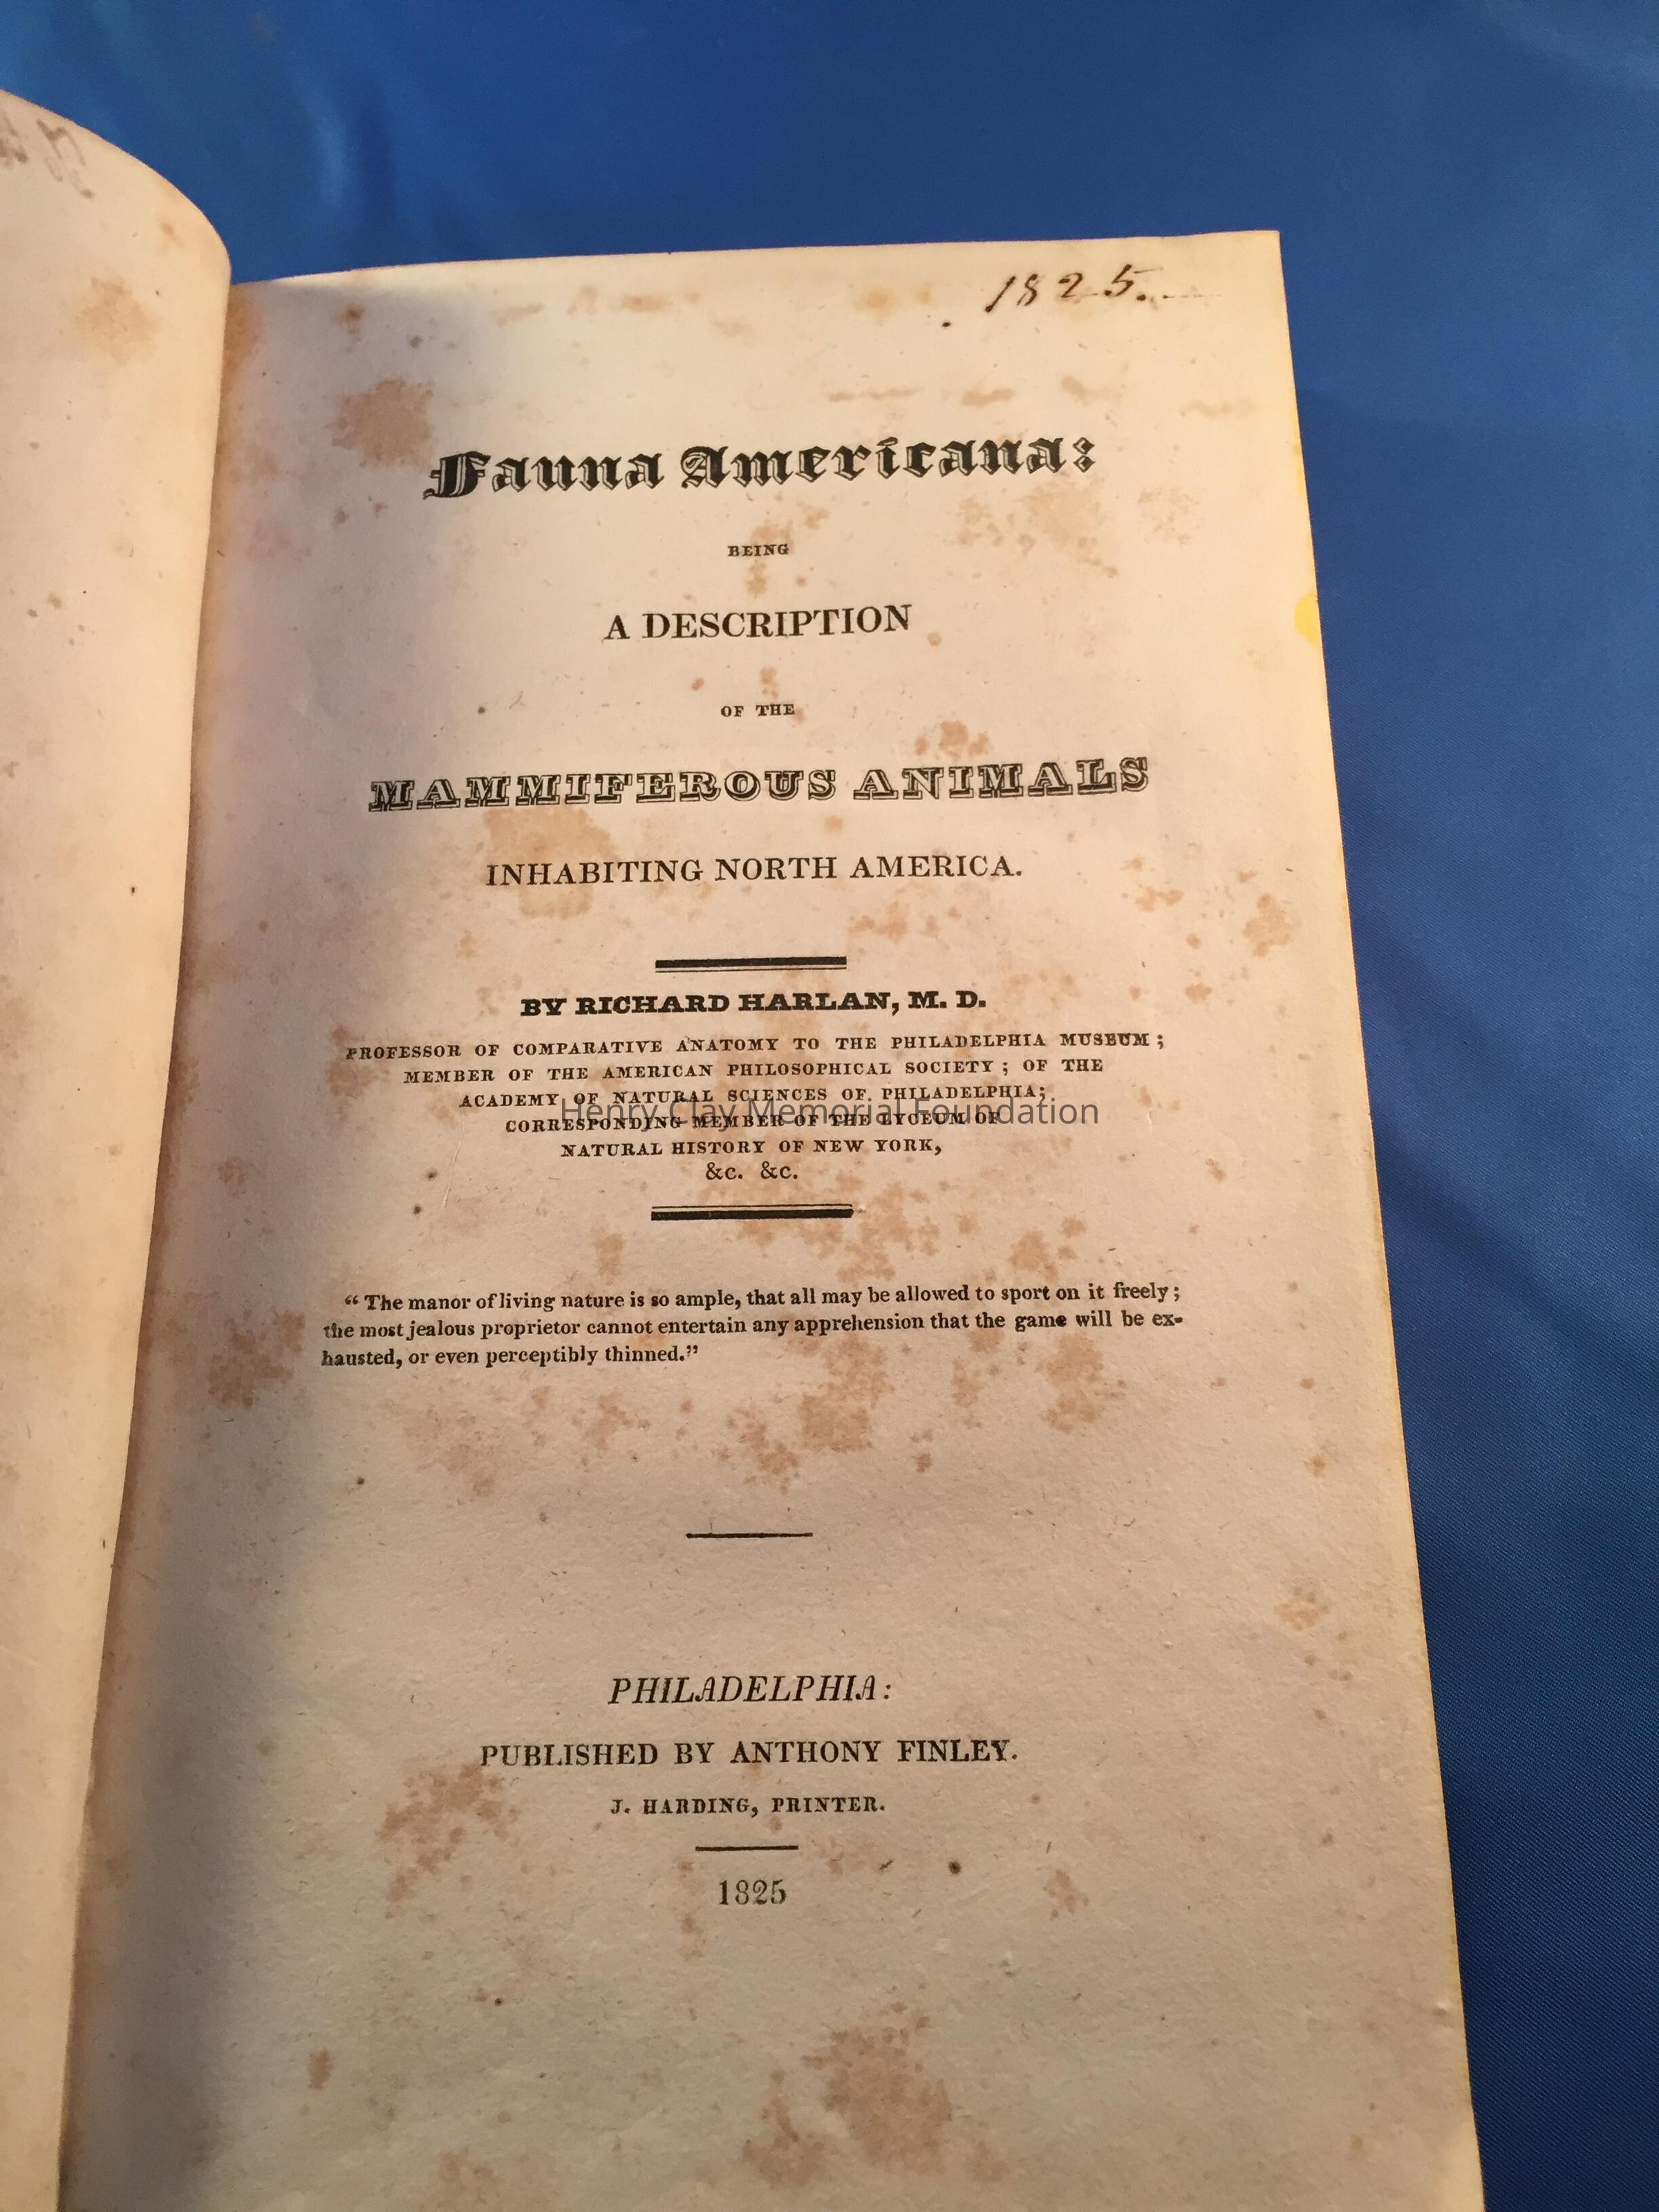 1825.
Fauna Americana:
BEING
A DESCRIPTION
OF THE
MAMMIFEROUS ANIMALS
INHABITING NORTH AMERICA.
BY RICHARD HARLAN, M. D.
PROFESSOR OF COMPARATIVE ANATOMY TO THE PHILADELPHIA MUSEUM;
MEMBER OF THE AMERICAN PHILOSOPHICAL SOCIETY; OF THE
ACADEMY OF NATURAL SCIENCES OF PHILADELPHIA;
Henry Clay Memorial Foundation
CORRESPONDING MEMBER OF THE LYCEUM OF
NATURAL HISTORY OF NEW YORK,
&c. &c.
“The manor of living nature is so ample, that all may be allowed to sport on it freely;
the most jealous proprietor cannot entertain any apprehension that the game will be ex-
hausted, or even perceptibly thinned.”
PHILADELPHIA:
PUBLISHED BY ANTHONY FINLEY.
J. HARDING, PRINTER.
1825